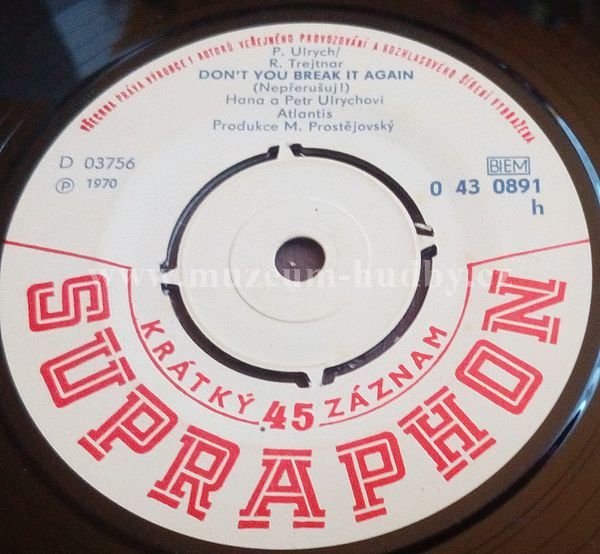 VŠECHNA PRÁVA VÝROBCE I AUTORŮ VEŘEJNÉHO PROVOZOVÁNÍ A ROZHLASOVÉHO ŠÍŘENÍ VYHRAZENA
P. Ulrych/
R. Trejtnar
DON'T YOU BREAK IT AGAIN
(Nepřerušuj!)
Hana a Petr Ulrychovi
Atlantis
Produkce M. Prostějovský
D 03756
℗ 1970
BIEM
0 43 0891
h
www.muzeum-hudby.cz
KRÁTKÝ 45 ZÁZNAM
SUPRAPHON